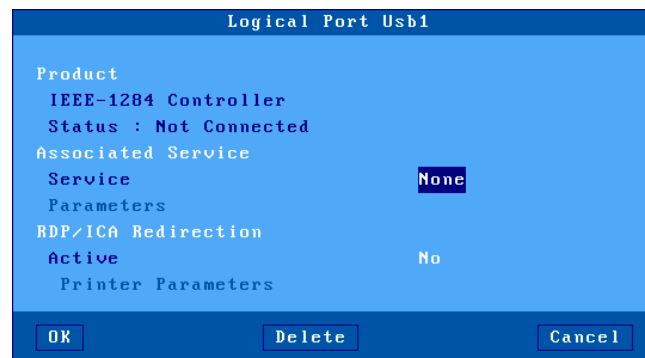 Logical Port Usb1
Product
IEEE-1284 Controller
Status : Not Connected
Associated Service
Service None
Parameters
RDP/ICA Redirection
Active No
Printer Parameters
OK Delete Cancel